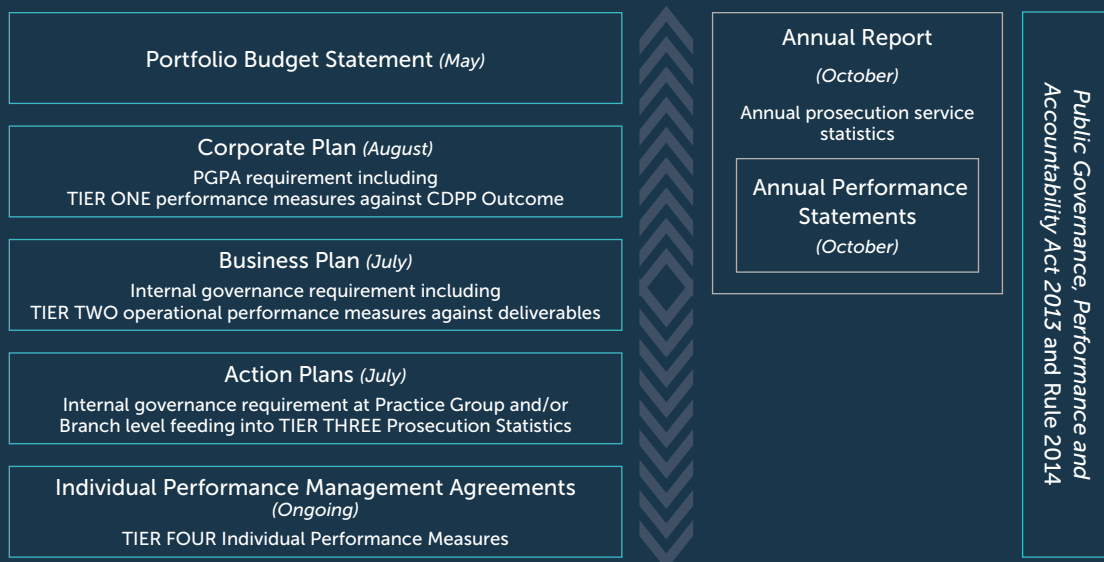 Portfolio Budget Statement (May)
Corporate Plan (August)
PGPA requirement including
TIER ONE performance measures against CDPP Outcome
Business Plan (July)
Internal governance requirement including
TIER TWO operational performance measures against deliverables
Action Plans (July)
Internal governance requirement at Practice Group and/or
Branch level feeding into TIER THREE Prosecution Statistics
Individual Performance Management Agreements
(Ongoing)
TIER FOUR Individual Performance Measures
Annual Report
(October)
Annual prosecution service
statistics
Annual Performance
Statements
(October)
Public Governance, Performance and
Accountability Act 2013 and Rule 2014